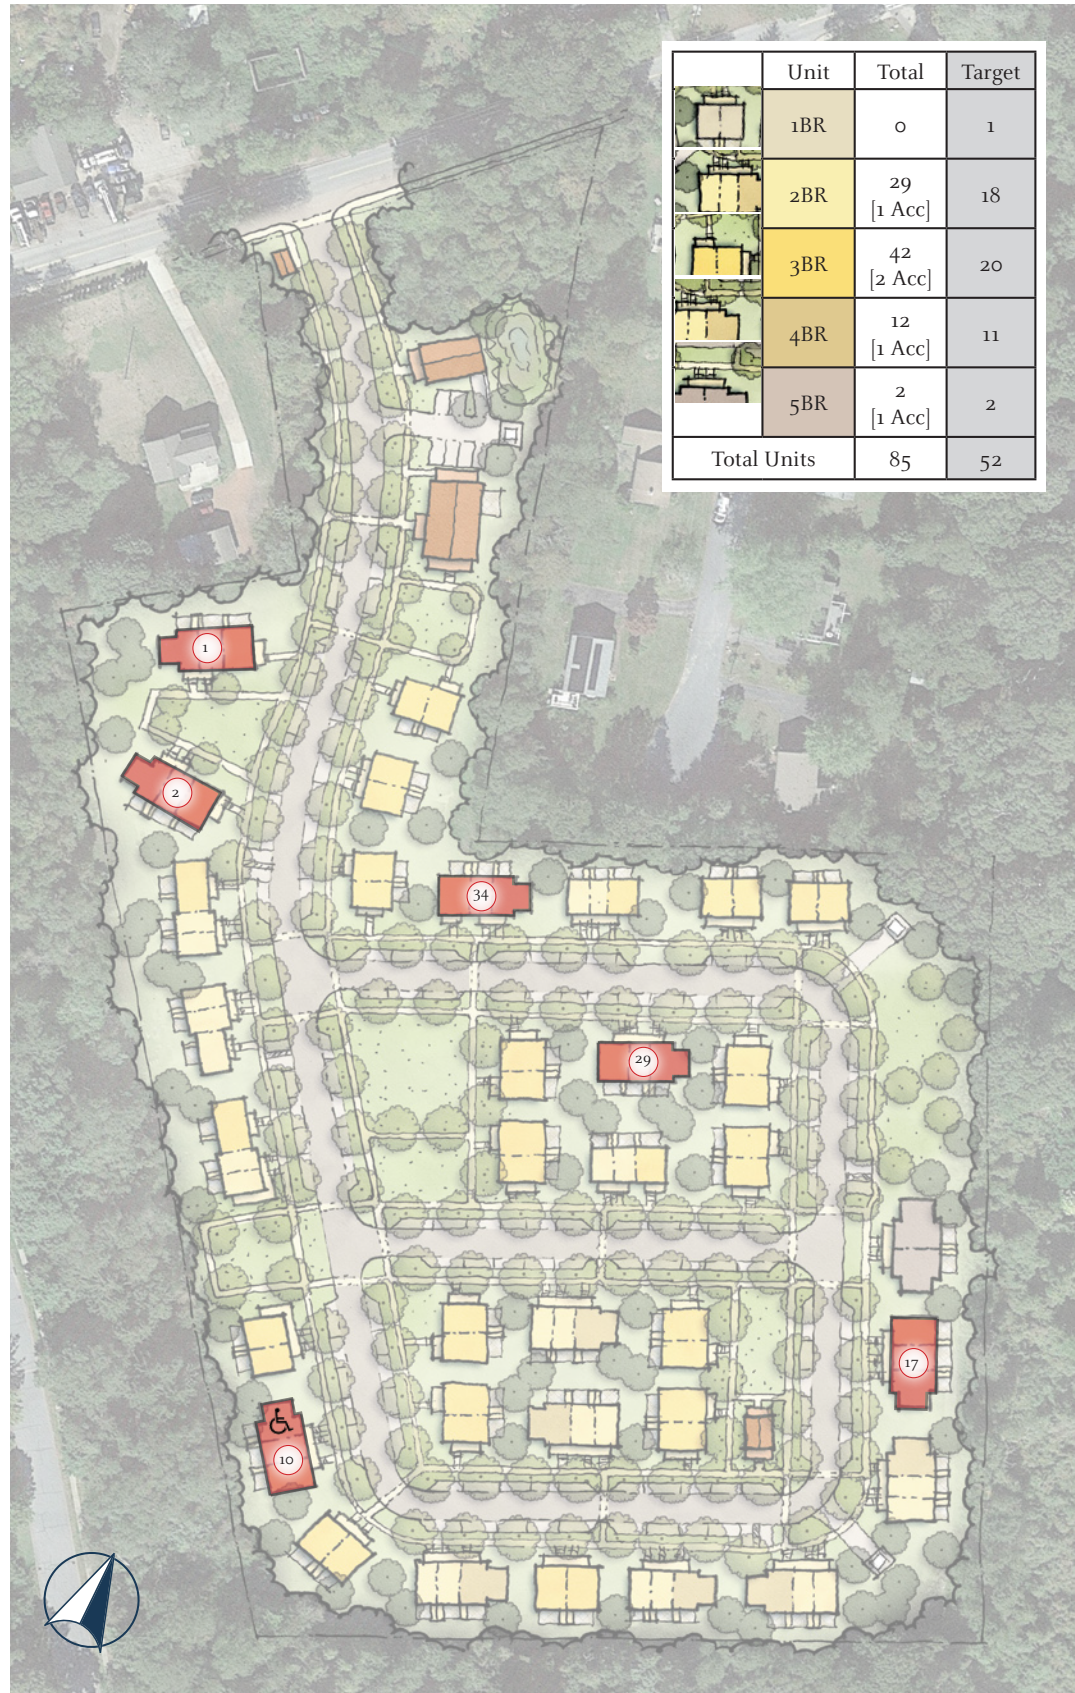 Unit Total Target
1BR 0 1
2BR 29 [1 Acc] 18
3BR 42 [2 Acc] 20
4BR 12 [1 Acc] 11
5BR 2 [1 Acc] 2
Total Units 85 52
1
2
34
29
17
10